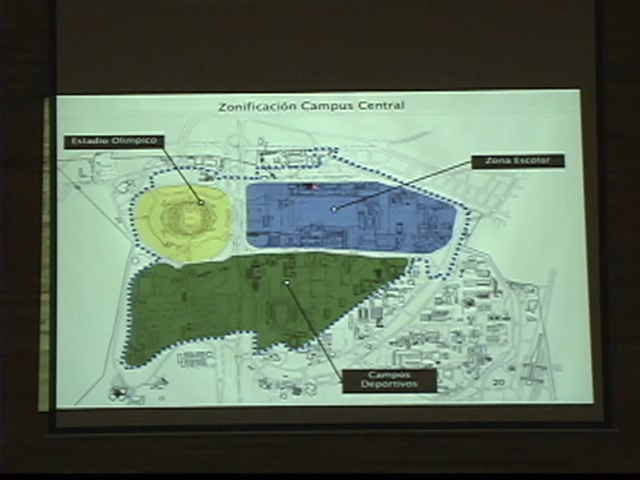 Zonificación Campus Central
Estadio Olímpico
Zona Escolar
Campos
Deportivos
20